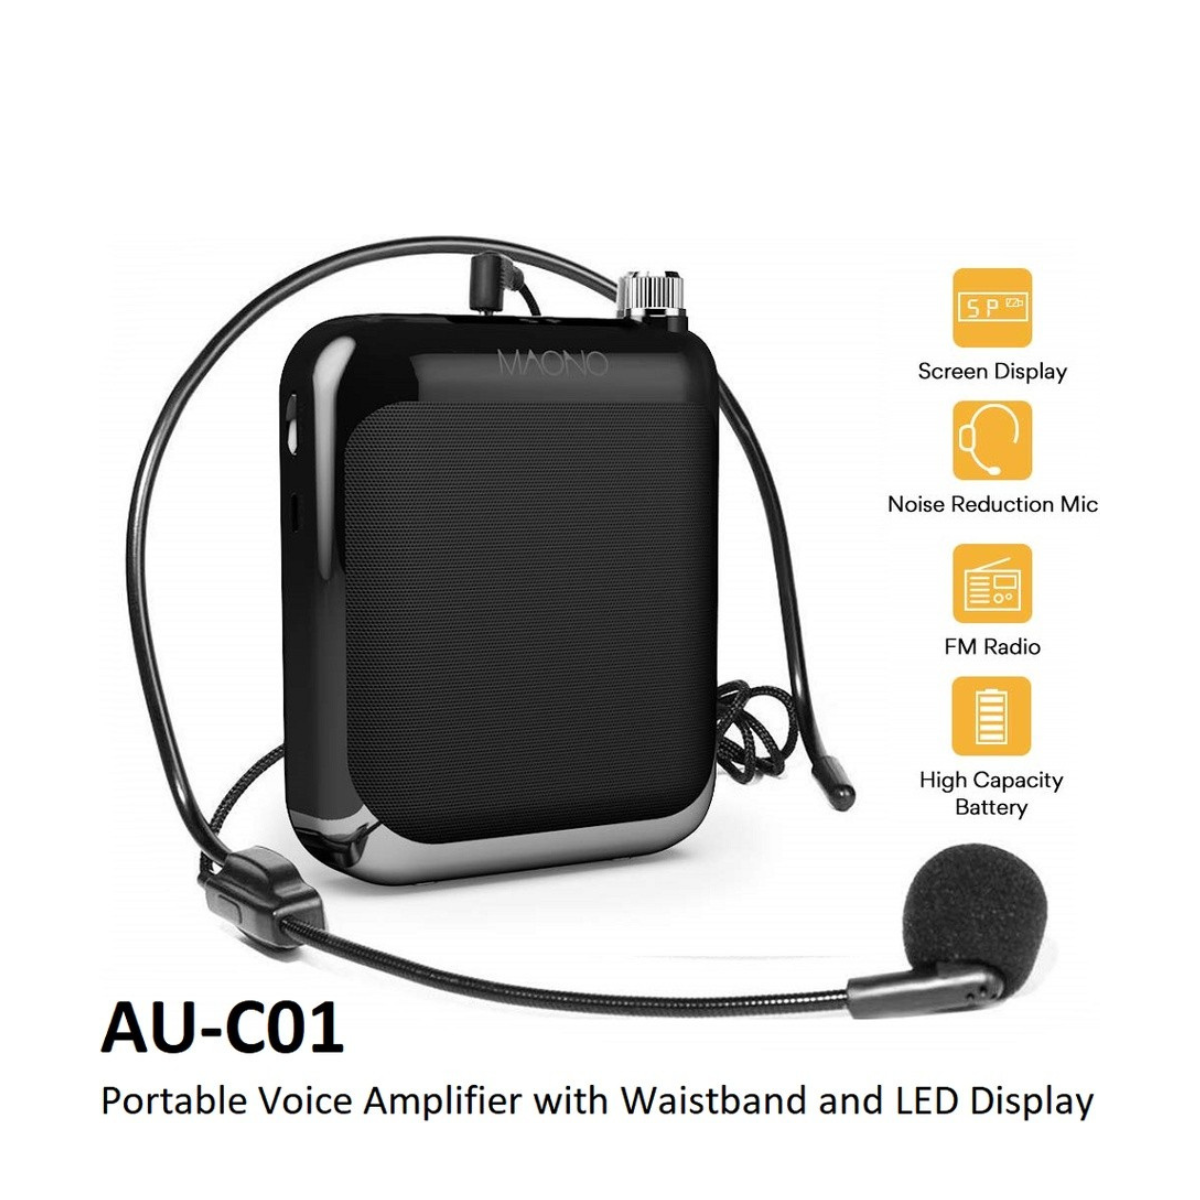 MAONO
SP
Screen Display
Noise Reduction Mic
FM Radio
High Capacity
Battery
AU-C01
Portable Voice Amplifier with Waistband and LED Display